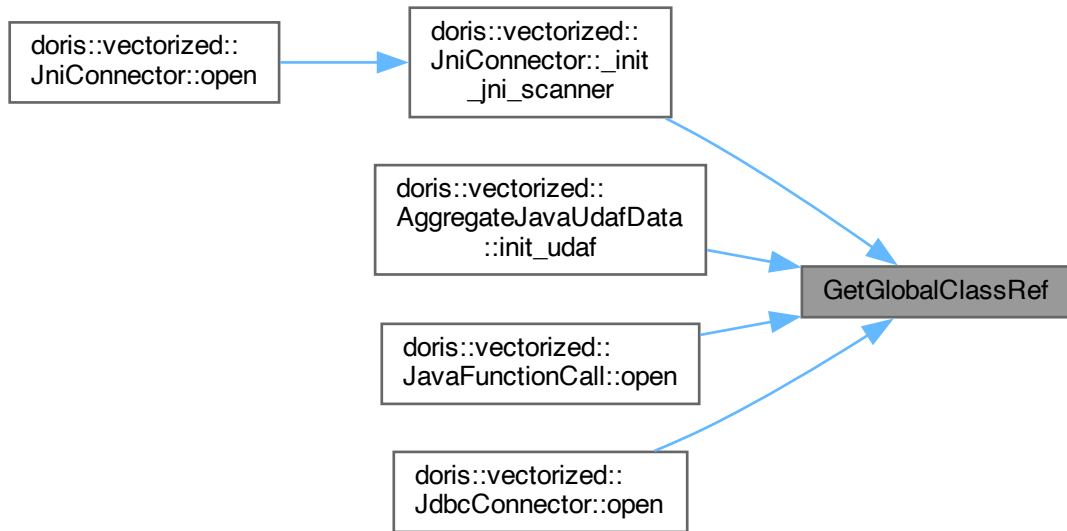 doris::vectorized::
JniConnector::open
doris::vectorized::
JniConnector::_init
_jni_scanner
doris::vectorized::
AggregateJavaUdafData
::init_udaf
GetGlobalClassRef
doris::vectorized::
JavaFunctionCall::open
doris::vectorized::
JdbcConnector::open